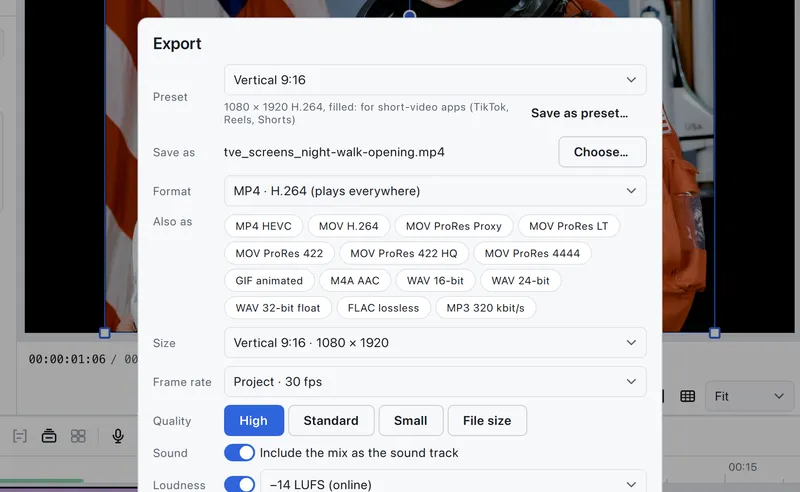 Export
Preset
Vertical 9:16
1080 × 1920 H.264, filled: for short-video apps (TikTok,
Reels, Shorts)
Save as preset…
Save as
tve_screens_night-walk-opening.mp4
Choose…
Format
MP4 · H.264 (plays everywhere)
Also as
MP4 HEVC
MOV H.264
MOV ProRes Proxy
MOV ProRes LT
MOV ProRes 422
MOV ProRes 422 HQ
MOV ProRes 4444
GIF animated
M4A AAC
WAV 16-bit
WAV 24-bit
WAV 32-bit float
FLAC lossless
MP3 320 kbit/s
Size
Vertical 9:16 · 1080 × 1920
00:00:01:06 / 00
Frame rate
Project · 30 fps
Fit
Quality
High
Standard
Small
File size
Sound
Include the mix as the sound track
00:15
Loudness
−14 LUFS (online)